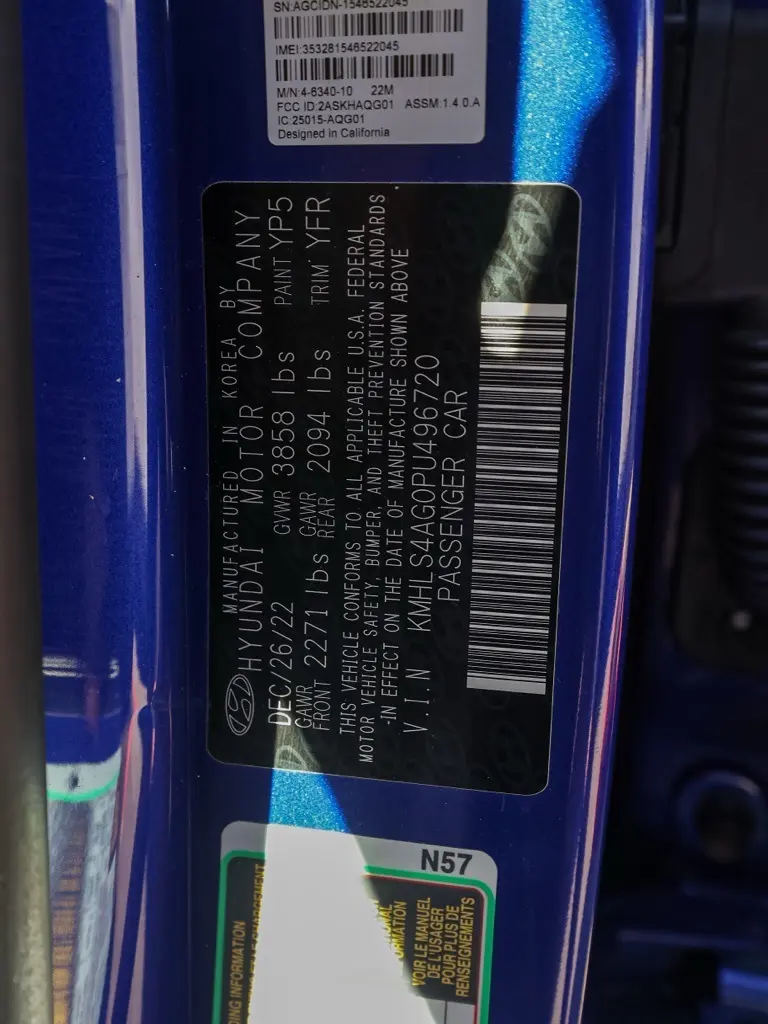 SN:AGCIDN-1546522045
IMEI:353281546522045
M/N:4-6340-10 22M
FCC ID:2ASKHAQG01 ASSM:1.4.0.A
IC:25015-AQG01
Designed in California
MANUFACTURED IN KOREA BY
HYUNDAI MOTOR COMPANY
DEC/26/22 GVWR 3858 lbs PAINT YP5
GAWR FRONT 2271 lbs GAWR REAR 2094 lbs TRIM YFR
THIS VEHICLE CONFORMS TO ALL APPLICABLE U.S.A. FEDERAL
MOTOR VEHICLE SAFETY, BUMPER, AND THEFT PREVENTION STANDARDS
IN EFFECT ON THE DATE OF MANUFACTURE SHOWN ABOVE
V.I.N KMHLS4AG0PU496720
PASSENGER CAR
N57
INFORMATION
VOIR LE MANUEL
DE L'USAGER
POUR PLUS DE
RENSEIGNEMENTS